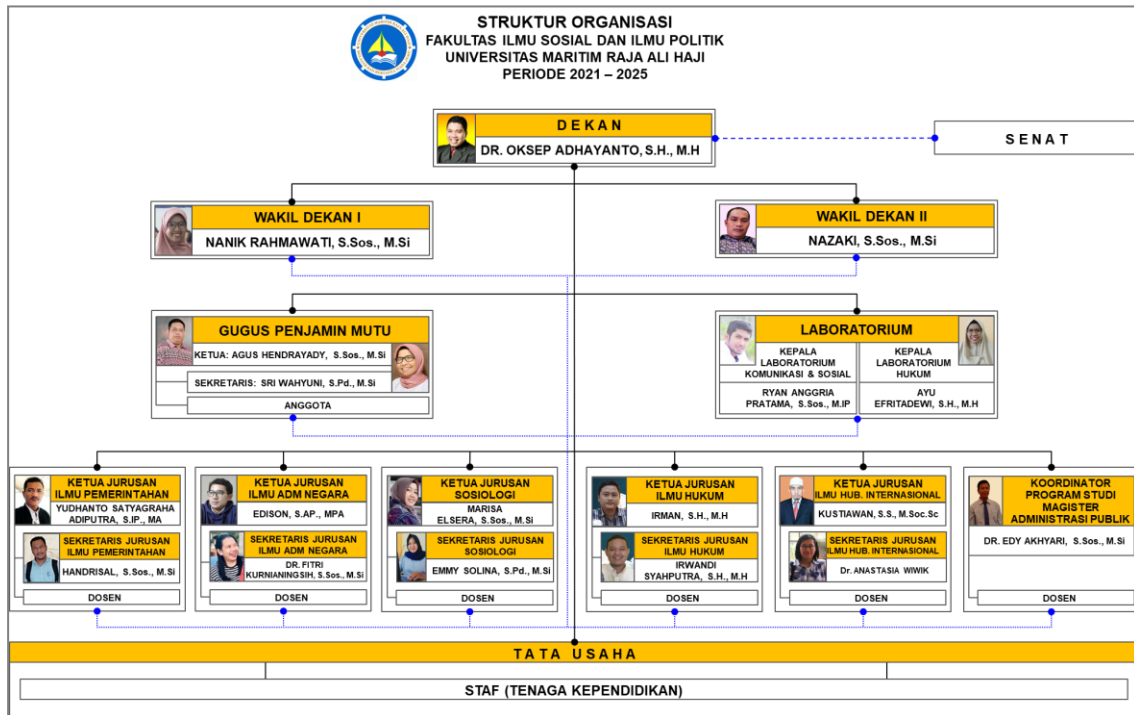 STRUKTUR ORGANISASI
FAKULTAS ILMU SOSIAL DAN ILMU POLITIK
UNIVERSITAS MARITIM RAJA ALI HAJI
PERIODE 2021 – 2025
DEKAN
DR. OKSEP ADHAYANTO, S.H., M.H
SENAT
WAKIL DEKAN I
NANIK RAHMAWATI, S.Sos., M.Si
WAKIL DEKAN II
NAZAKI, S.Sos., M.Si
GUGUS PENJAMIN MUTU
KETUA: AGUS HENDRAYADY, S.Sos., M.Si
SEKRETARIS: SRI WAHYUNI, S.Pd., M.Si
ANGGOTA
LABORATORIUM
KEPALA
LABORATORIUM
KOMUNIKASI & SOSIAL
RYAN ANGGRIA
PRATAMA, S.Sos., M.IP
KEPALA
LABORATORIUM
HUKUM
AYU
EFRITADEWI, S.H., M.H
KETUA JURUSAN
ILMU PEMERINTAHAN
YUDHANTO SATYAGRAHA
ADIPUTRA, S.IP., MA
SEKRETARIS JURUSAN
ILMU PEMERINTAHAN
HANDRISAL, S.Sos., M.Si
DOSEN
KETUA JURUSAN
ILMU ADM NEGARA
EDISON, S.AP., MPA
SEKRETARIS JURUSAN
ILMU ADM NEGARA
DR. FITRI
KURNIANINGSIH, S.Sos., M.Si
DOSEN
KETUA JURUSAN
SOSIOLOGI
MARISA
ELSERA, S.Sos., M.Si
SEKRETARIS JURUSAN
SOSIOLOGI
EMMY SOLINA, S.Pd., M.Si
DOSEN
KETUA JURUSAN
ILMU HUKUM
IRMAN, S.H., M.H
SEKRETARIS JURUSAN
ILMU HUKUM
IRWANDI
SYAHPUTRA, S.H., M.H
DOSEN
KETUA JURUSAN
ILMU HUB. INTERNASIONAL
KUSTIAWAN, S.S., M.Soc.Sc
SEKRETARIS JURUSAN
ILMU HUB. INTERNASIONAL
Dr. ANASTASIA WIWIK
DOSEN
KOORDINATOR
PROGRAM STUDI
MAGISTER
ADMINISTRASI PUBLIK
DR. EDY AKHYARI, S.Sos., M.Si
DOSEN
TATA USAHA
STAF (TENAGA KEPENDIDIKAN)